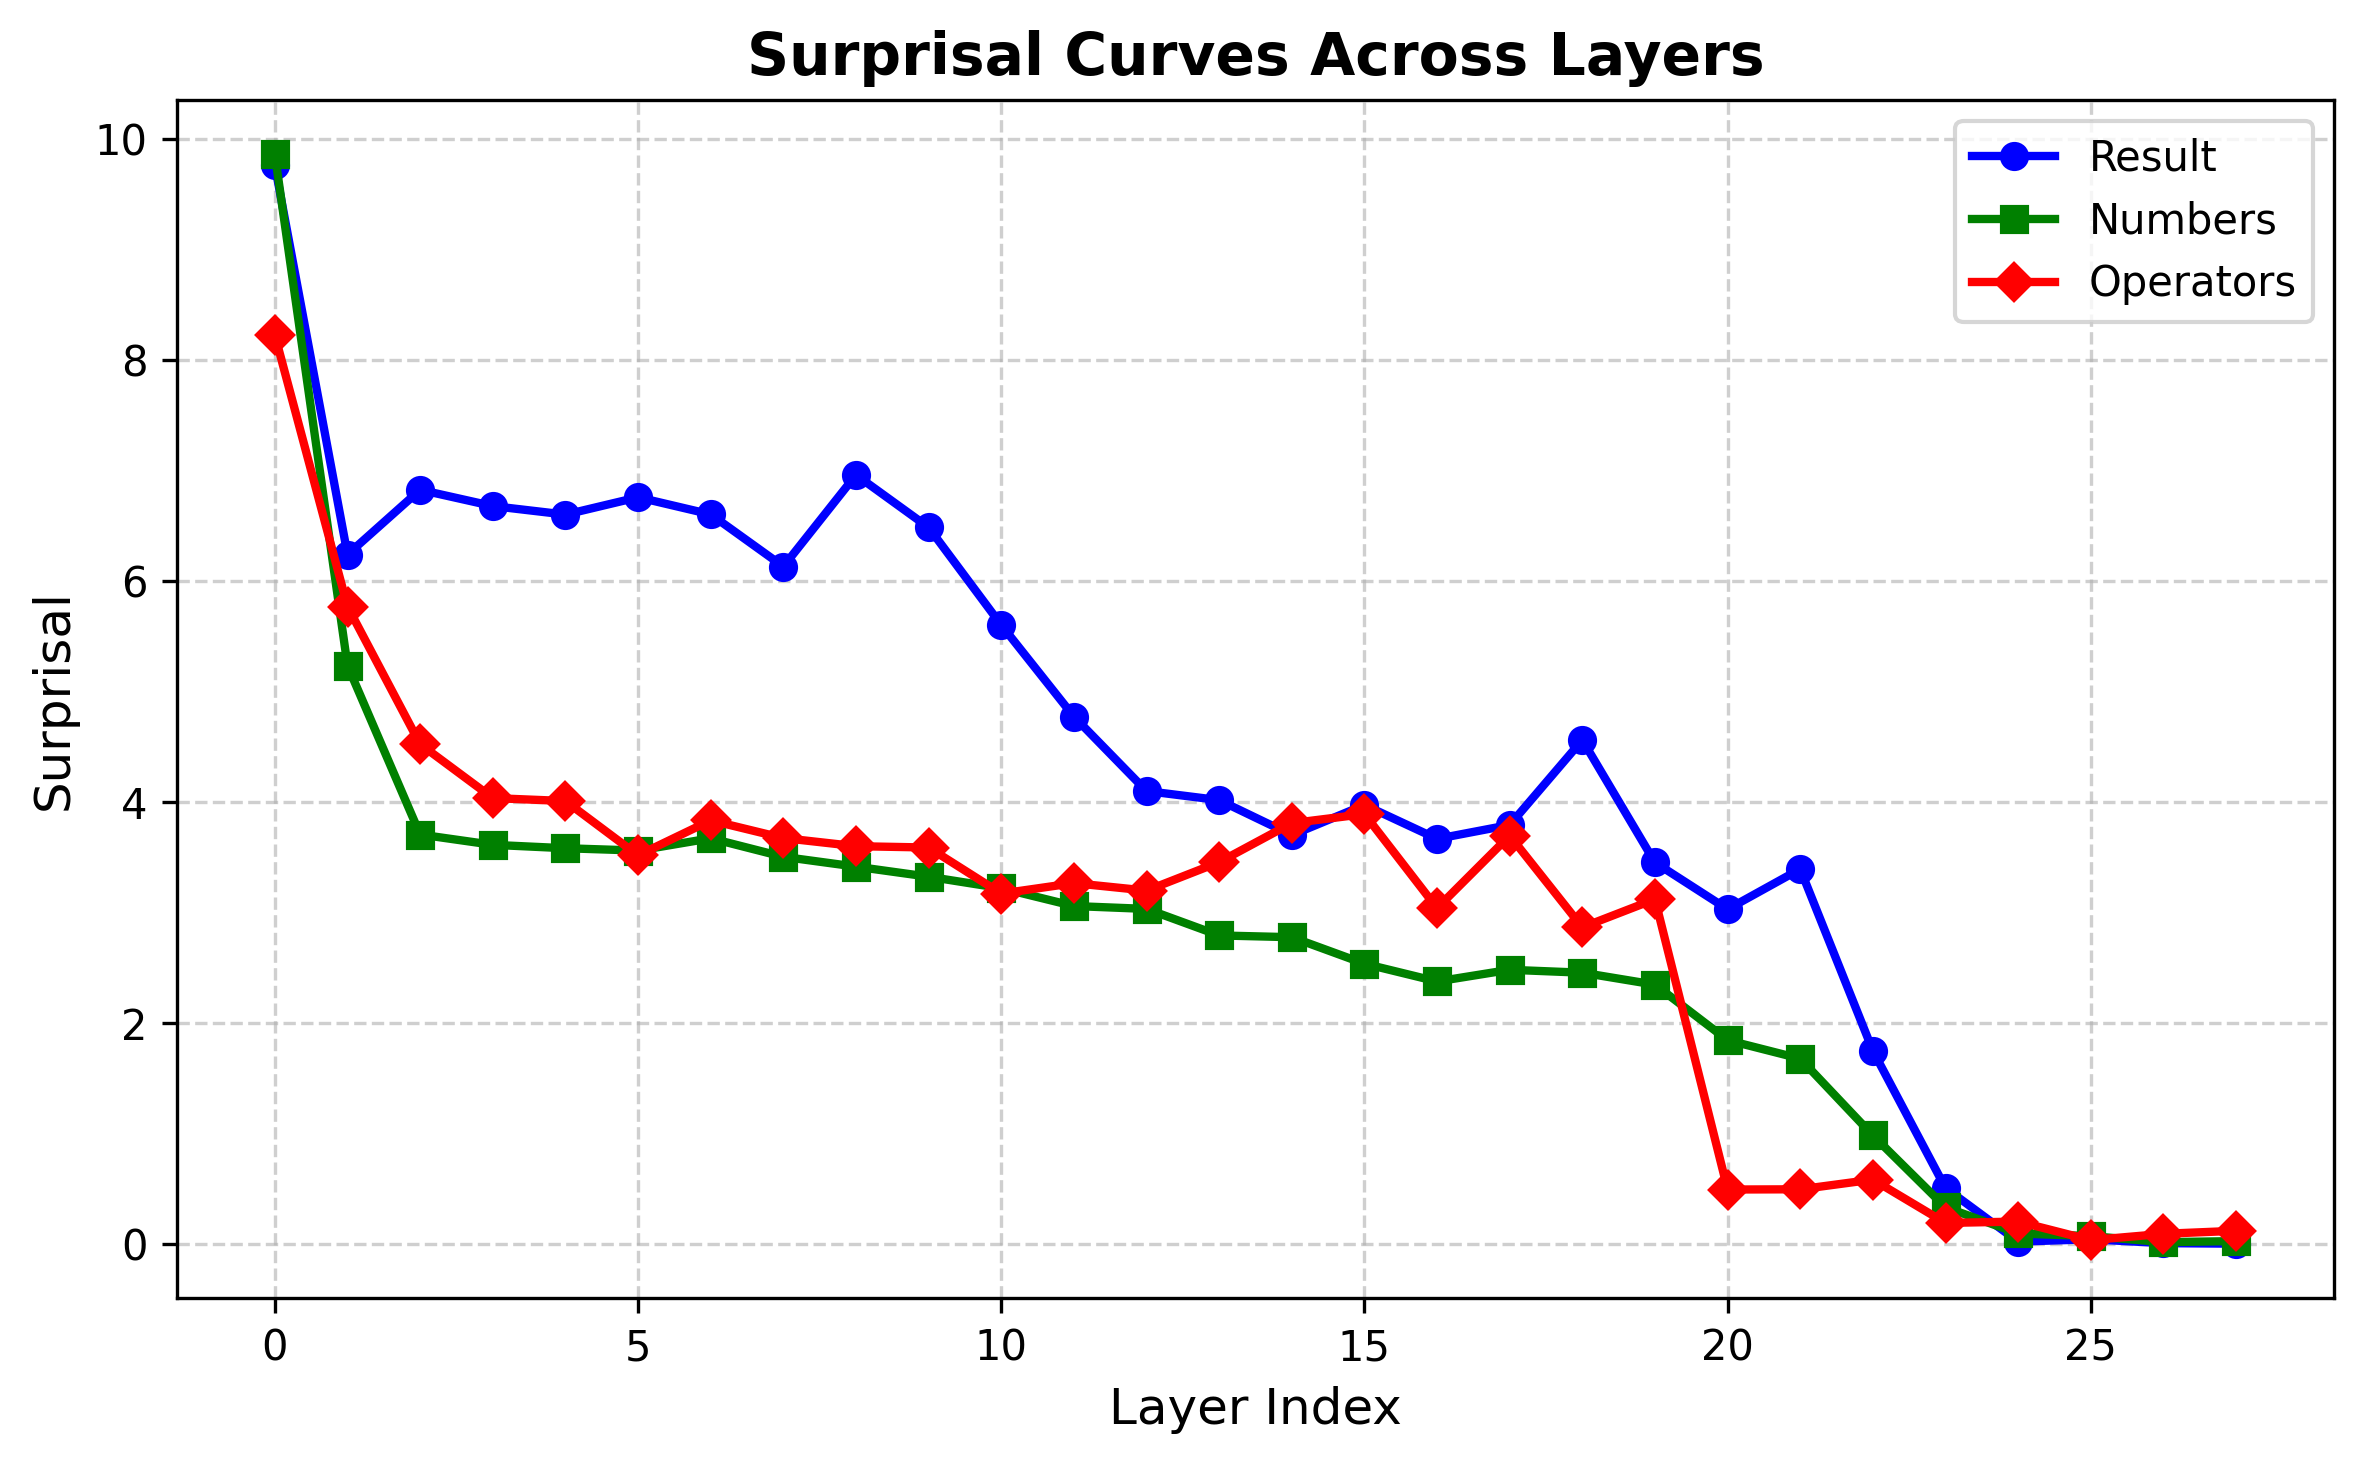 Surprisal Curves Across Layers
10
8
6
4
2
0
Surprisal
Result
Numbers
Operators
0 5 10 15 20 25
Layer Index